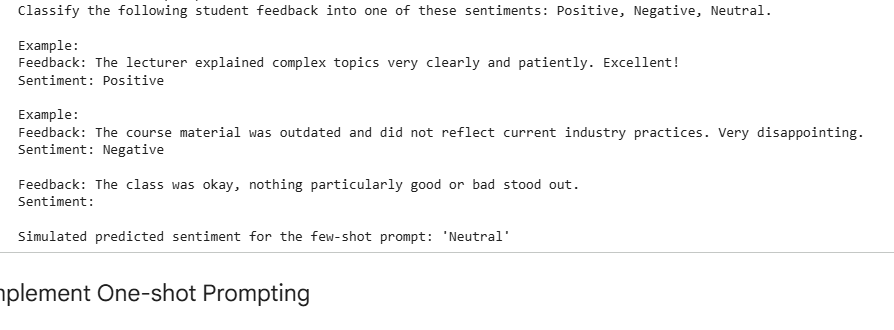 Classify the following student feedback into one of these sentiments: Positive, Negative, Neutral.
Example:
Feedback: The lecturer explained complex topics very clearly and patiently. Excellent!
Sentiment: Positive
Example:
Feedback: The course material was outdated and did not reflect current industry practices. Very disappointing.
Sentiment: Negative
Feedback: The class was okay, nothing particularly good or bad stood out.
Sentiment:
Simulated predicted sentiment for the few-shot prompt: 'Neutral'
mplement One-shot Prompting